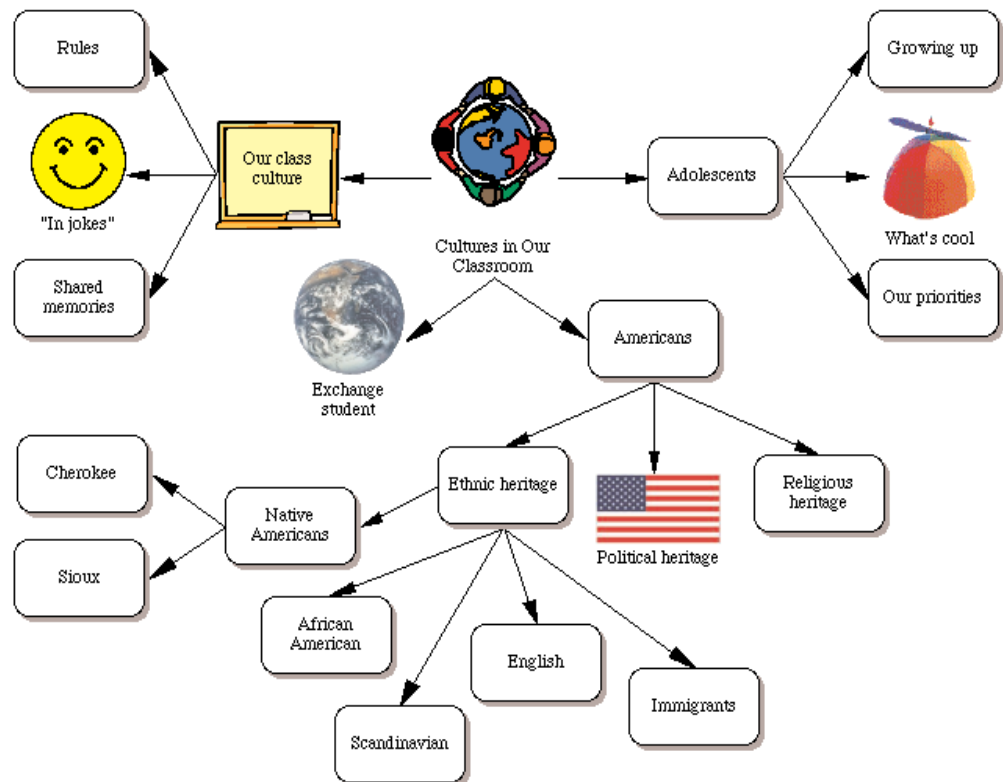 Rules
Growing up
Our class
culture
Adolescents
"In jokes"
What's cool
Cultures in Our
Classroom
Shared
memories
Our priorities
Americans
Exchange
student
Cherokee
Ethnic heritage
Religious
heritage
Native
Americans
Political heritage
Sioux
African
American
English
Immigrants
Scandinavian